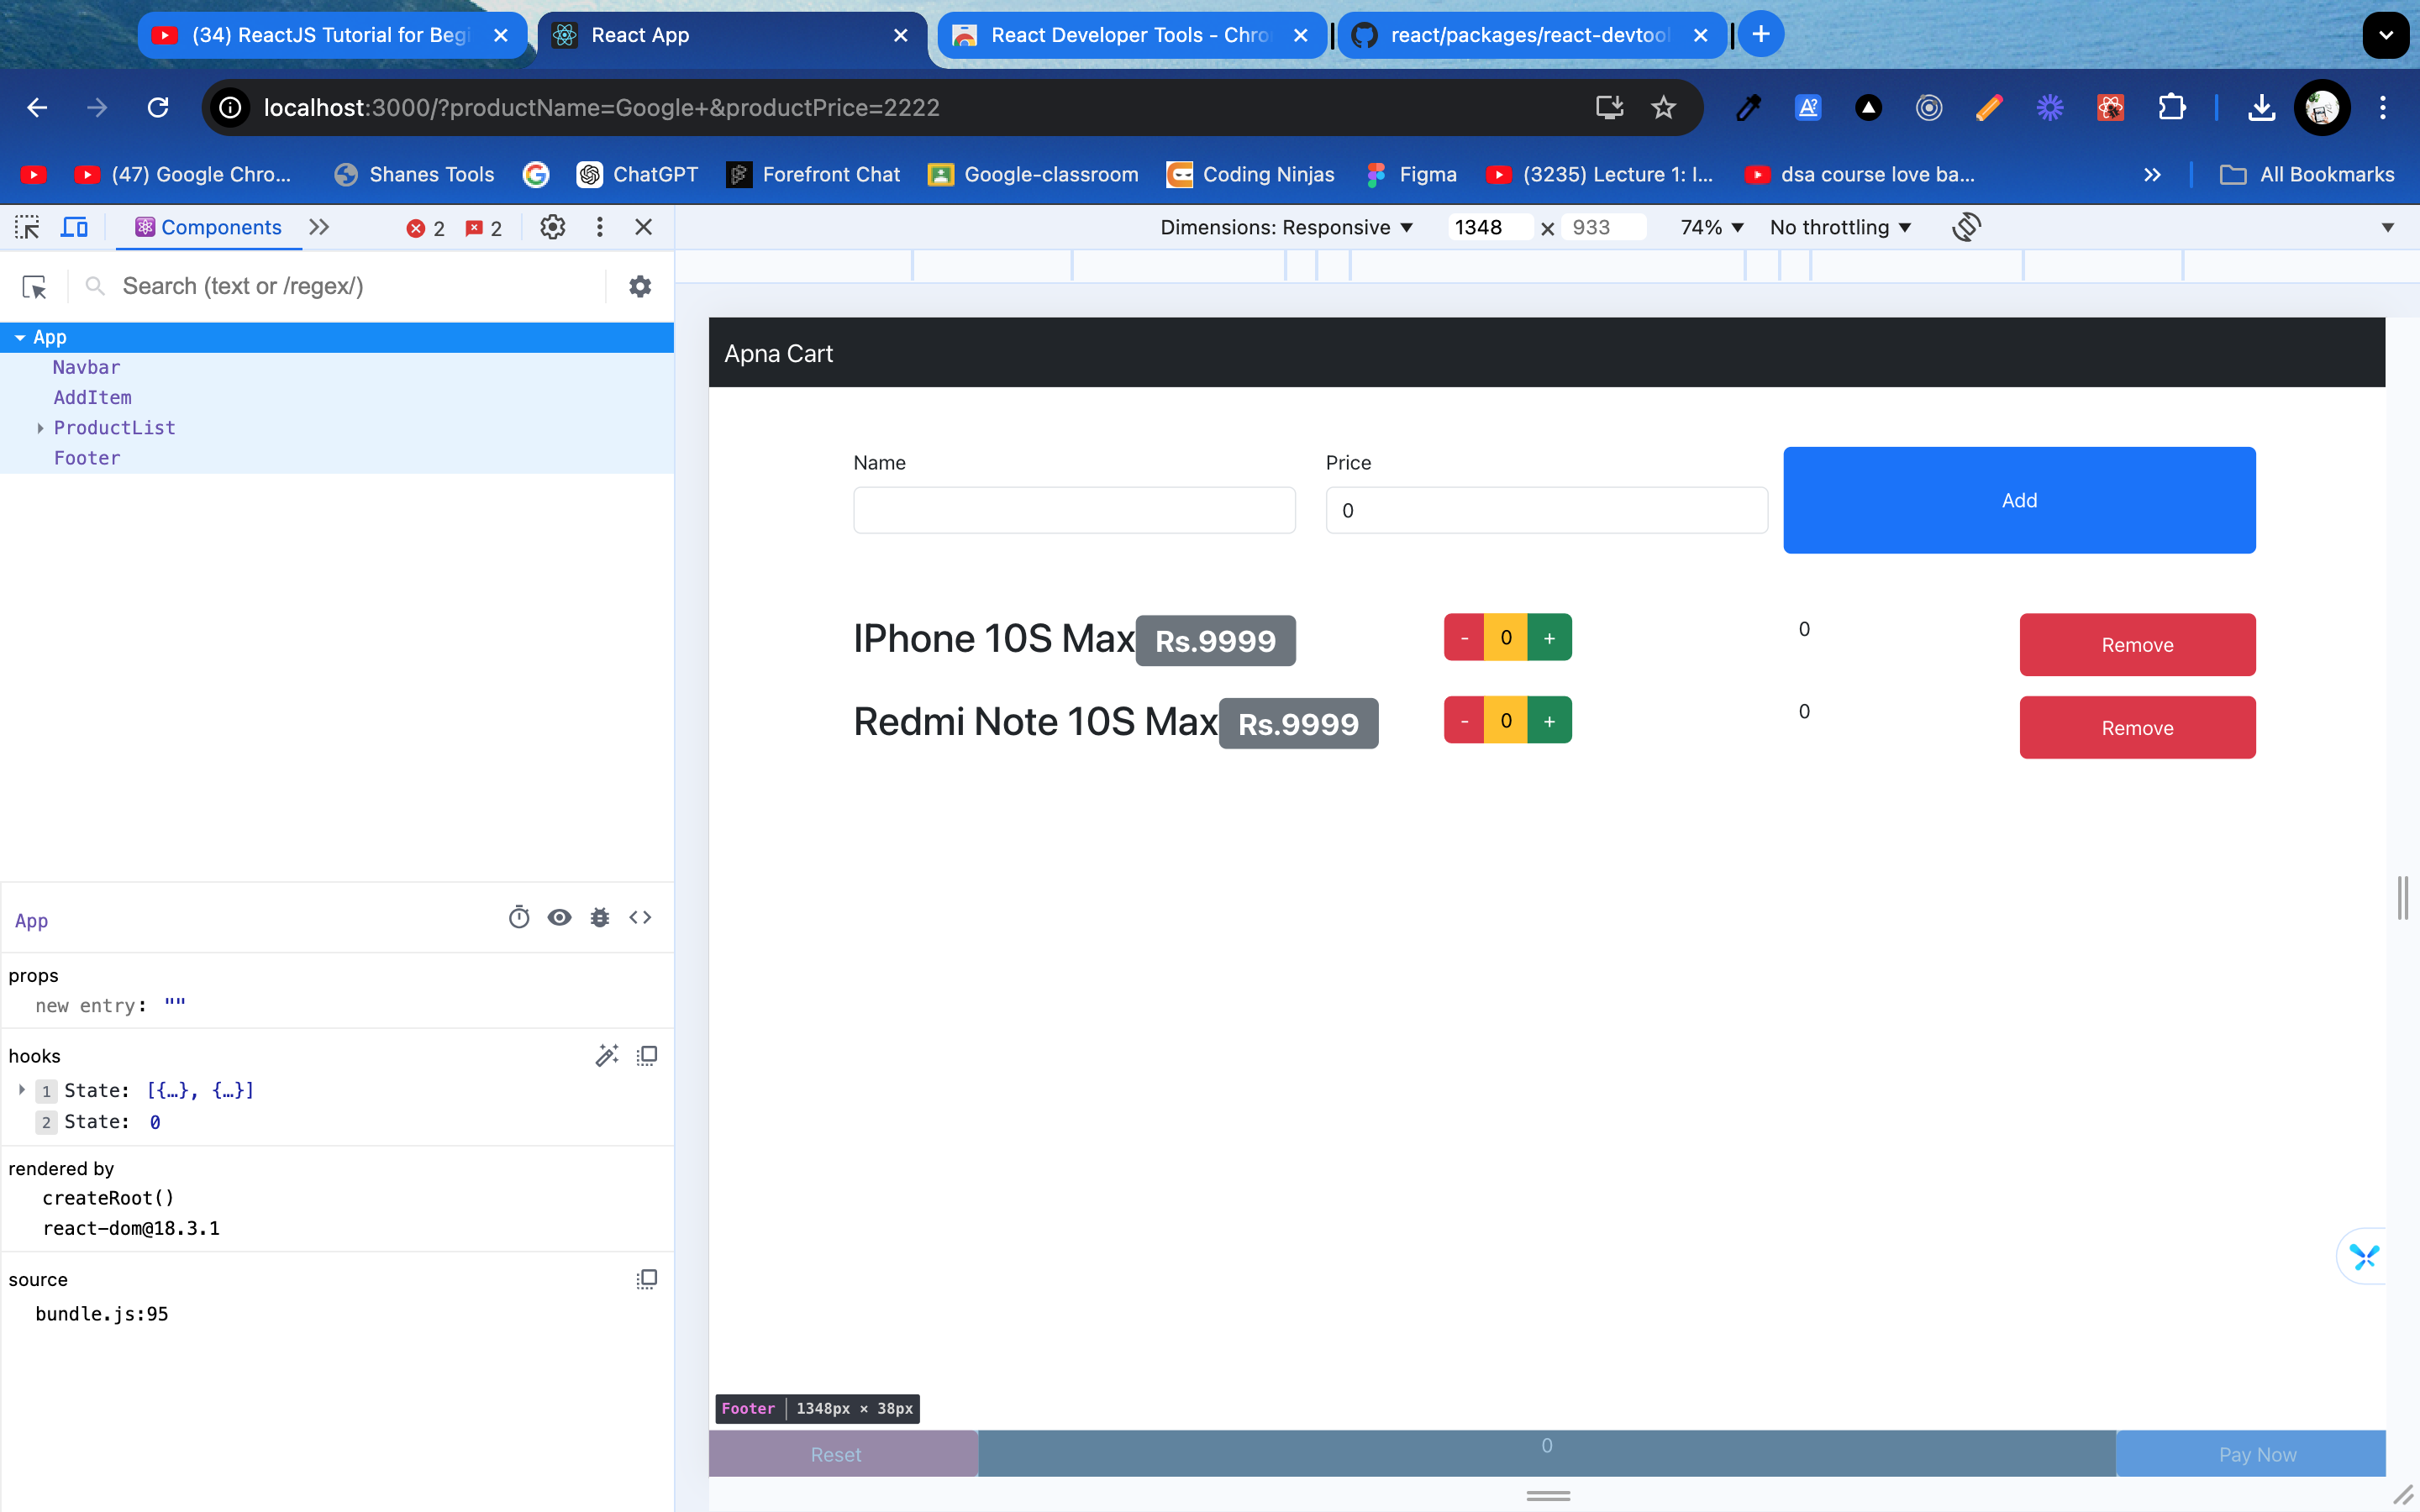 (34) ReactJS Tutorial for Begi
React App
React Developer Tools - Chro
react/packages/react-devtool
localhost:3000/?productName=Google+&productPrice=2222
(47) Google Chro...
Shanes Tools
ChatGPT
Forefront Chat
Google-classroom
Coding Ninjas
Figma
(3235) Lecture 1: I...
dsa course love ba...
All Bookmarks
Components
2
2
Dimensions: Responsive
1348
×
933
74%
No throttling
Search (text or /regex/)
App
Navbar
AddItem
ProductList
Footer
App
props
new entry: ""
hooks
1 State: [{…}, {…}]
2 State: 0
rendered by
createRoot()
react-dom@18.3.1
source
bundle.js:95
Apna Cart
Name
Price
0
Add
IPhone 10S Max Rs.9999
- 0 +
0
Remove
Redmi Note 10S Max Rs.9999
- 0 +
0
Remove
Footer | 1348px × 38px
Reset
0
Pay Now